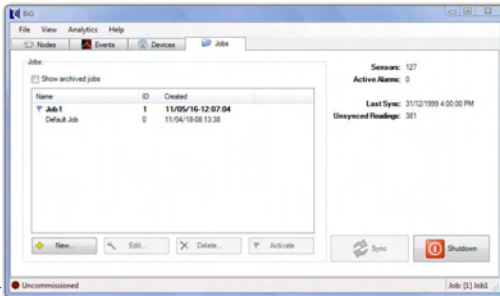 BIG
File View Analytics Help
Nodes Events Devices Jobs
Jobs:
Show archived jobs
Name ID Created
Job1 1 11/05/16-12:07:04
Default Job 0 11/04/18-08:13:38
New... Edit... Delete... Activate
Sensors: 127
Active Alarms: 0
Last Sync: 31/12/1999 4:00:00 PM
Unsynced Readings: 381
Sync Shutdown
Uncommissioned Job: [1] Job1